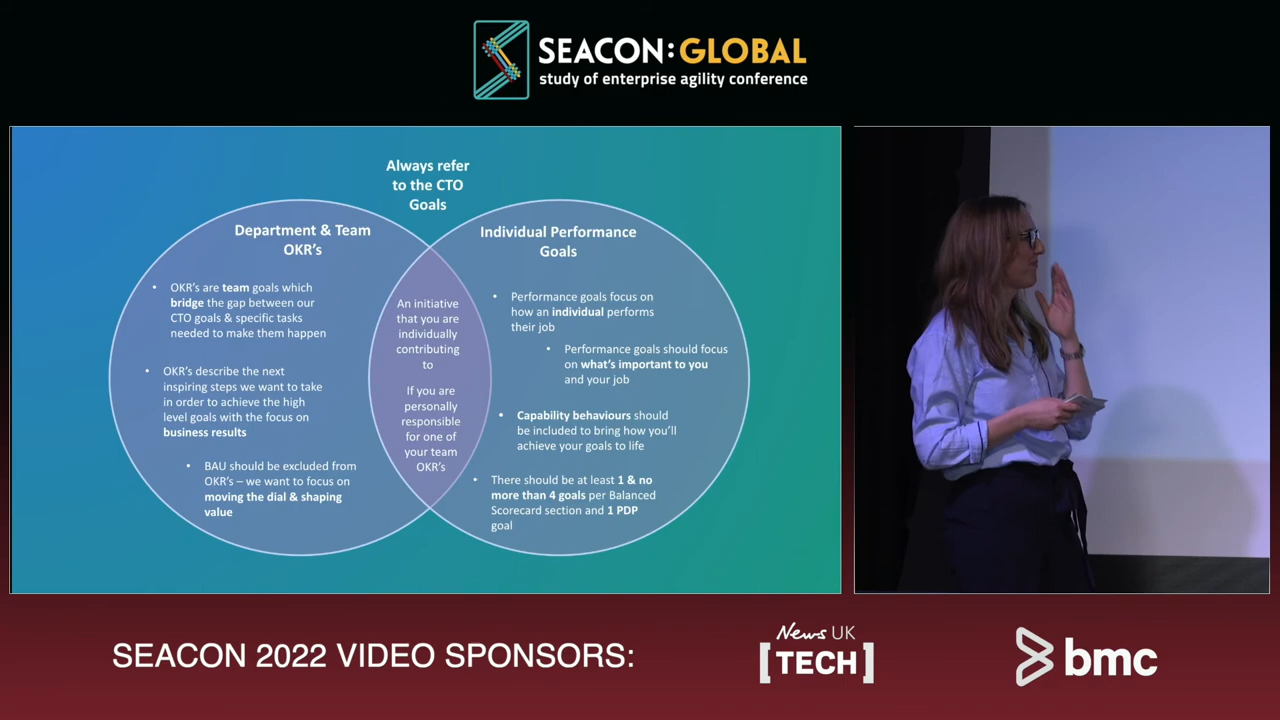 SEACON:GLOBAL
study of enterprise agility conference
Always refer
to the CTO
Goals
Department & Team
OKR's
OKR's are team goals which
bridge the gap between our
CTO goals & specific tasks
needed to make them happen
OKR's describe the next
inspiring steps we want to take
in order to achieve the high
level goals with the focus on
business results
BAU should be excluded from
OKR's – we want to focus on
moving the dial & shaping
value
An initiative
that you are
individually
contributing
to
If you are
personally
responsible
for one of
your team
OKR's
Individual Performance
Goals
Performance goals focus on
how an individual performs
their job
Performance goals should focus
on what's important to you
and your job
Capability behaviours should
be included to bring how you'll
achieve your goals to life
There should be at least 1 & no
more than 4 goals per Balanced
Scorecard section and 1 PDP
goal
SEACON 2022 VIDEO SPONSORS:
News UK
[TECH]
bmc